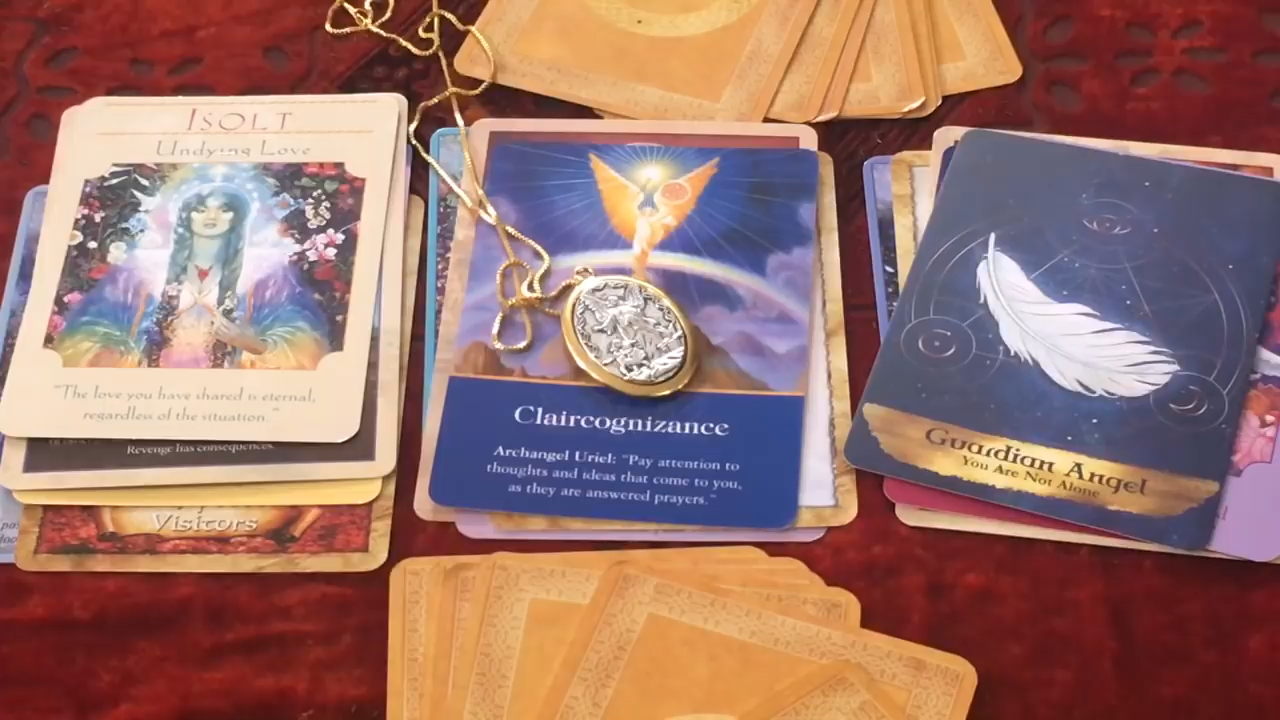 ISOLT
Undying Love
"The love you have shared is eternal,
regardless of the situation."
Revenge has consequences.
Visitors
Claircognizance
Archangel Uriel: "Pay attention to
thoughts and ideas that come to you,
as they are answered prayers."
Guardian Angel
You Are Not Alone